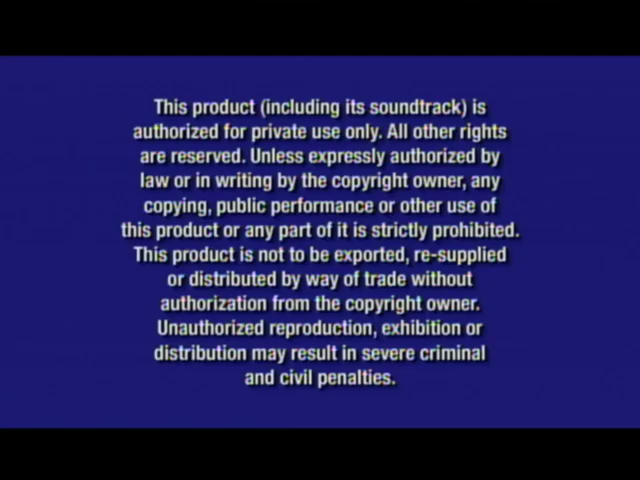 This product (including its soundtrack) is
authorized for private use only. All other rights
are reserved. Unless expressly authorized by
law or in writing by the copyright owner, any
copying, public performance or other use of
this product or any part of it is strictly prohibited.
This product is not to be exported, re-supplied
or distributed by way of trade without
authorization from the copyright owner.
Unauthorized reproduction, exhibition or
distribution may result in severe criminal
and civil penalties.